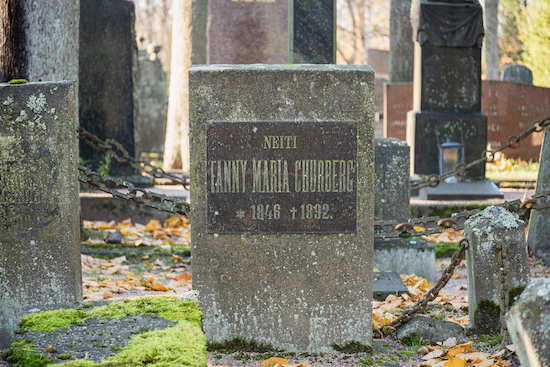 NEITI
FANNY MARIA CHURBERG
* 1846 † 1892.